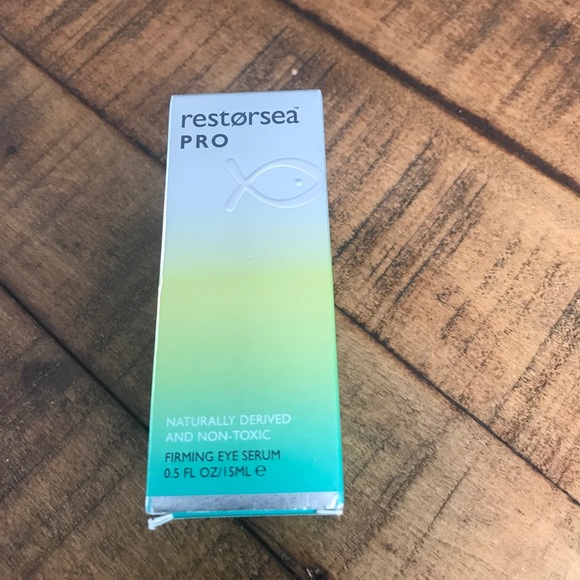 restørsea™
PRO
NATURALLY DERIVED
AND NON-TOXIC
FIRMING EYE SERUM
0.5 FL OZ/15ML ℮